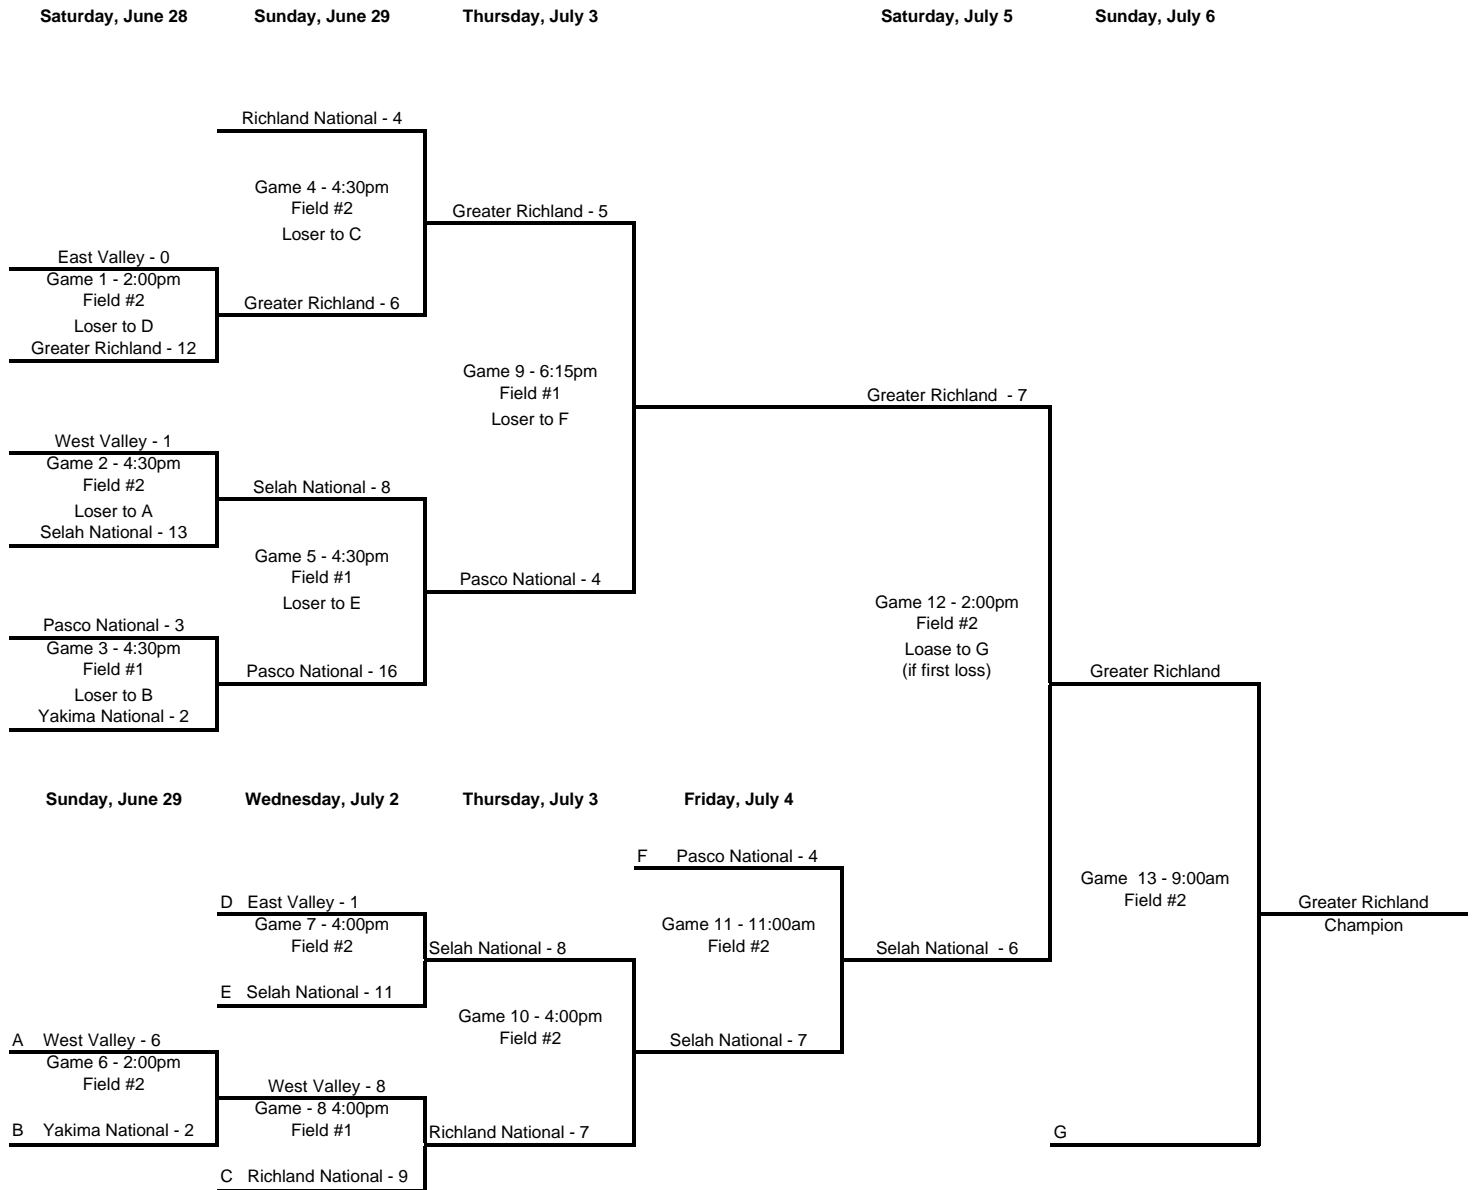 Saturday, June 28 Sunday, June 29 Thursday, July 3 Saturday, July 5 Sunday, July 6
Richland National - 4
Game 4 - 4:30pm
Field #2
Loser to C
Greater Richland - 5
East Valley - 0
Game 1 - 2:00pm
Field #2
Loser to D
Greater Richland - 12
Greater Richland - 6
Game 9 - 6:15pm
Field #1
Loser to F
Greater Richland - 7
West Valley - 1
Game 2 - 4:30pm
Field #2
Loser to A
Selah National - 13
Selah National - 8
Game 5 - 4:30pm
Field #1
Loser to E
Pasco National - 4
Pasco National - 3
Game 3 - 4:30pm
Field #1
Loser to B
Yakima National - 2
Pasco National - 16
Game 12 - 2:00pm
Field #2
Loase to G
(if first loss)
Greater Richland
Sunday, June 29 Wednesday, July 2 Thursday, July 3 Friday, July 4
F Pasco National - 4
D East Valley - 1
Game 7 - 4:00pm
Field #2
E Selah National - 11
Selah National - 8
Game 11 - 11:00am
Field #2
Selah National - 6
Game 13 - 9:00am
Field #2
Greater Richland
Champion
Game 10 - 4:00pm
Field #2
Selah National - 7
A West Valley - 6
Game 6 - 2:00pm
Field #2
B Yakima National - 2
West Valley - 8
Game - 8 4:00pm
Field #1
C Richland National - 9
Richland National - 7
G